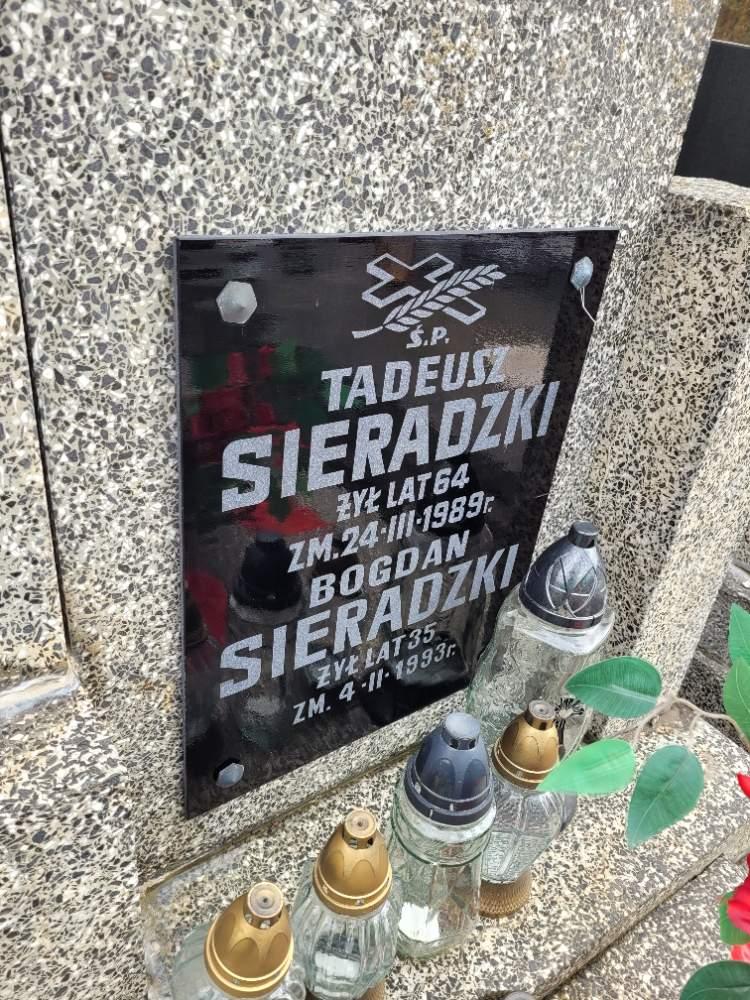 Ś.P.
TADEUSZ
SIERADZKI
ŻYŁ LAT 64
ZM. 24·III·1989r.
BOGDAN
SIERADZKI
ŻYŁ LAT 35
ZM. 4·II·1993r.